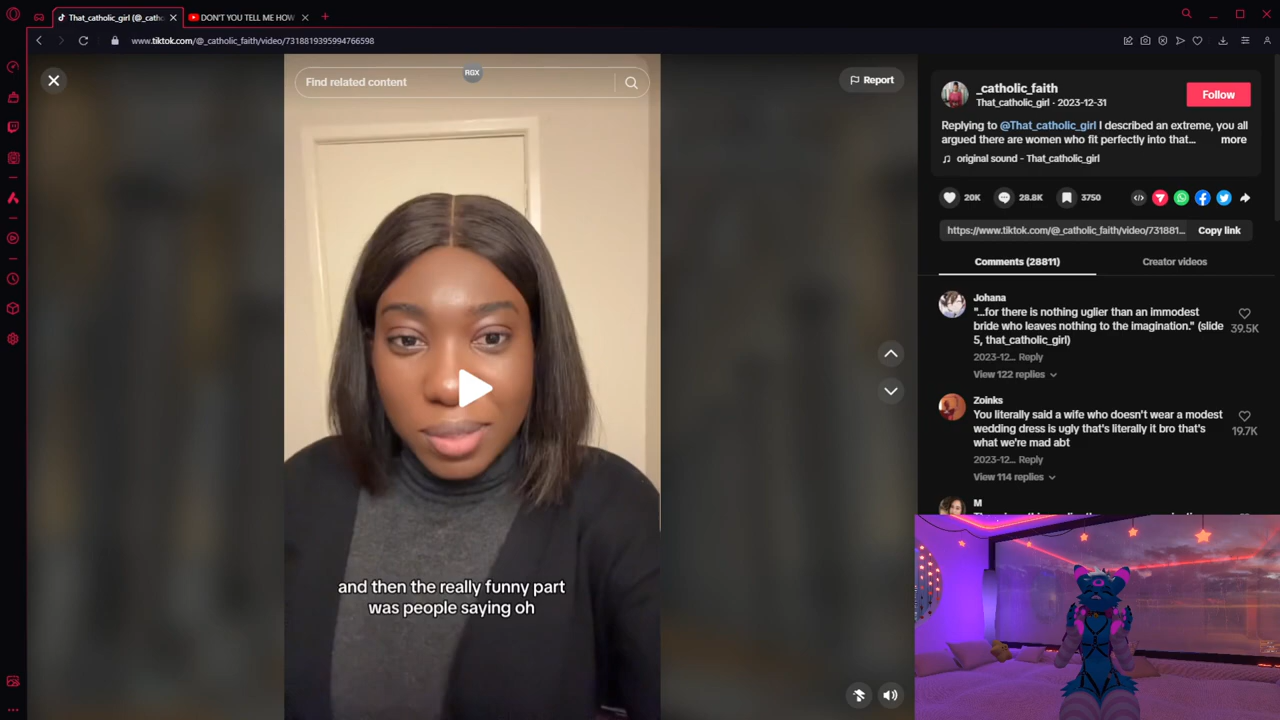 That_catholic_girl (@_catho
DON'T YOU TELL ME HOW
www.tiktok.com/@_catholic_faith/video/7318819395994766598
Find related content
RGX
Report
and then the really funny part
was people saying oh
_catholic_faith
That_catholic_girl · 2023-12-31
Follow
Replying to @That_catholic_girl I described an extreme, you all
argued there are women who fit perfectly into that... more
original sound - That_catholic_girl
20K
28.8K
3750
https://www.tiktok.com/@_catholic_faith/video/731881...
Copy link
Comments (28811)
Creator videos
Johana
"...for there is nothing uglier than an immodest
bride who leaves nothing to the imagination." (slide
5, that_catholic_girl)
39.5K
2023-12... Reply
View 122 replies
Zoinks
You literally said a wife who doesn't wear a modest
wedding dress is ugly that's literally it bro that's
what we're mad abt
19.7K
2023-12... Reply
View 114 replies
M